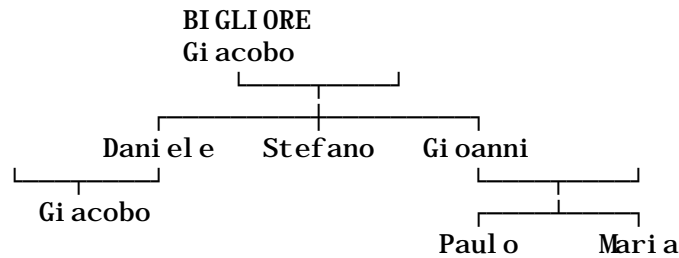 BIGLIORE
Giacobo
Daniele Stefano Gioanni
Giacobo
Paulo Maria